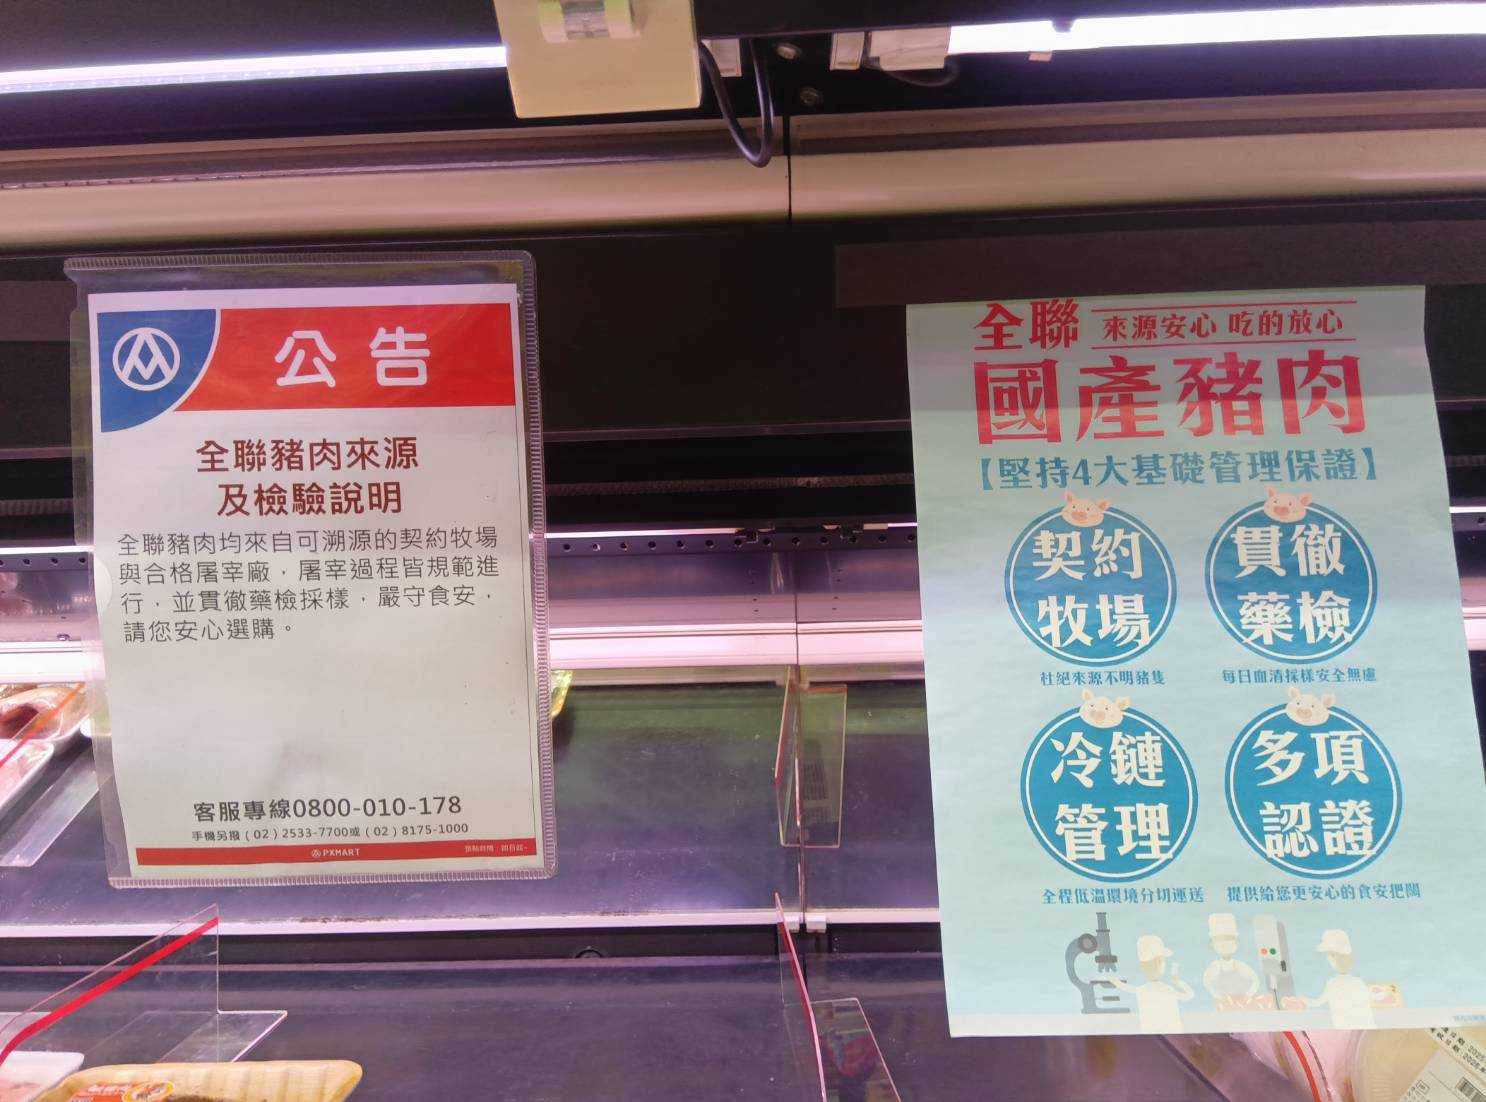 公告
全聯豬肉來源
及檢驗說明
全聯豬肉均來自可溯源的契約牧場
與合格屠宰廠，屠宰過程皆規範進
行，並貫徹藥檢採樣，嚴守食安，
請您安心選購。
客服專線0800-010-178
手機另撥(02)2533-7700或(02)8175-1000
PXMART
全聯 來源安心 吃的放心
國產豬肉
【堅持4大基礎管理保證】
契約
牧場
杜絕來源不明豬隻
貫徹
藥檢
每日血清採樣安全無慮
冷鏈
管理
全程低溫環境分切運送
多項
認證
提供給您更安心的食安把關